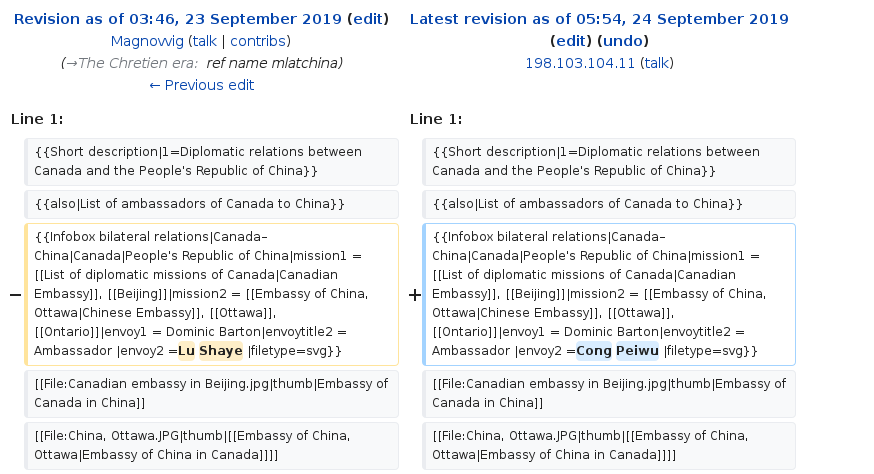 Revision as of 03:46, 23 September 2019 (edit)
Magnovvig (talk | contribs)
(→The Chretien era: ref name mlatchina)
← Previous edit
Latest revision as of 05:54, 24 September 2019
(edit) (undo)
198.103.104.11 (talk)
Line 1:
Line 1:
{{Short description|1=Diplomatic relations between
Canada and the People's Republic of China}}
{{Short description|1=Diplomatic relations between
Canada and the People's Republic of China}}
{{also|List of ambassadors of Canada to China}}
{{also|List of ambassadors of Canada to China}}
−
{{Infobox bilateral relations|Canada–
China|Canada|People's Republic of China|mission1 =
[[List of diplomatic missions of Canada|Canadian
Embassy]], [[Beijing]]|mission2 = [[Embassy of China,
Ottawa|Chinese Embassy]], [[Ottawa]],
[[Ontario]]|envoy1 = Dominic Barton|envoytitle2 =
Ambassador |envoy2 =Lu Shaye |filetype=svg}}
+
{{Infobox bilateral relations|Canada–
China|Canada|People's Republic of China|mission1 =
[[List of diplomatic missions of Canada|Canadian
Embassy]], [[Beijing]]|mission2 = [[Embassy of China,
Ottawa|Chinese Embassy]], [[Ottawa]],
[[Ontario]]|envoy1 = Dominic Barton|envoytitle2 =
Ambassador |envoy2 =Cong Peiwu |filetype=svg}}
[[File:Canadian embassy in Beijing.jpg|thumb|Embassy of
Canada in China]]
[[File:Canadian embassy in Beijing.jpg|thumb|Embassy of
Canada in China]]
[[File:China, Ottawa.JPG|thumb|[[Embassy of China,
Ottawa|Embassy of China in Canada]]]]
[[File:China, Ottawa.JPG|thumb|[[Embassy of China,
Ottawa|Embassy of China in Canada]]]]